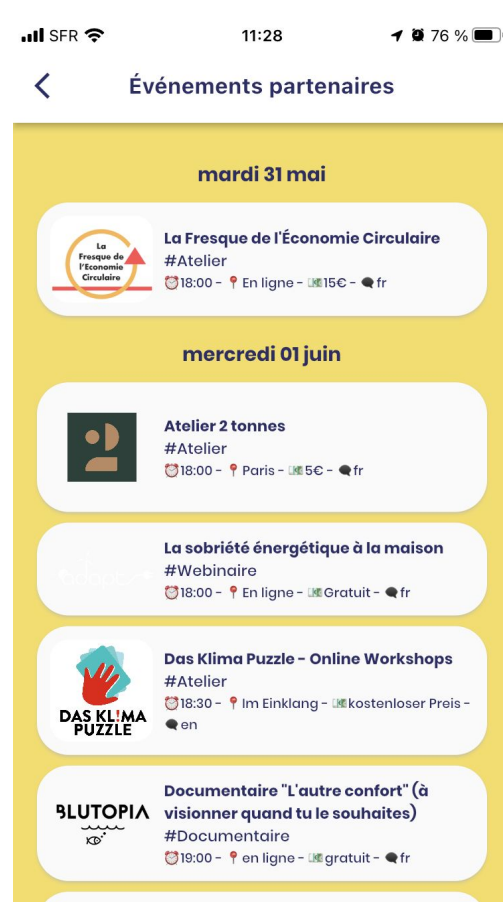 SFR 11:28 76 %
Événements partenaires
mardi 31 mai
La
Fresque de
l'Economie
Circulaire
La Fresque de l'Économie Circulaire
#Atelier
18:00 - En ligne - 15€ - fr
mercredi 01 juin
Atelier 2 tonnes
#Atelier
18:00 - Paris - 5€ - fr
La sobriété énergétique à la maison
#Webinaire
18:00 - En ligne - Gratuit - fr
DAS KL!MA
PUZZLE
Das Klima Puzzle - Online Workshops
#Atelier
18:30 - Im Einklang - kostenloser Preis -
en
BLUTOPIA
Documentaire "L'autre confort" (à
visionner quand tu le souhaites)
#Documentaire
19:00 - en ligne - gratuit - fr